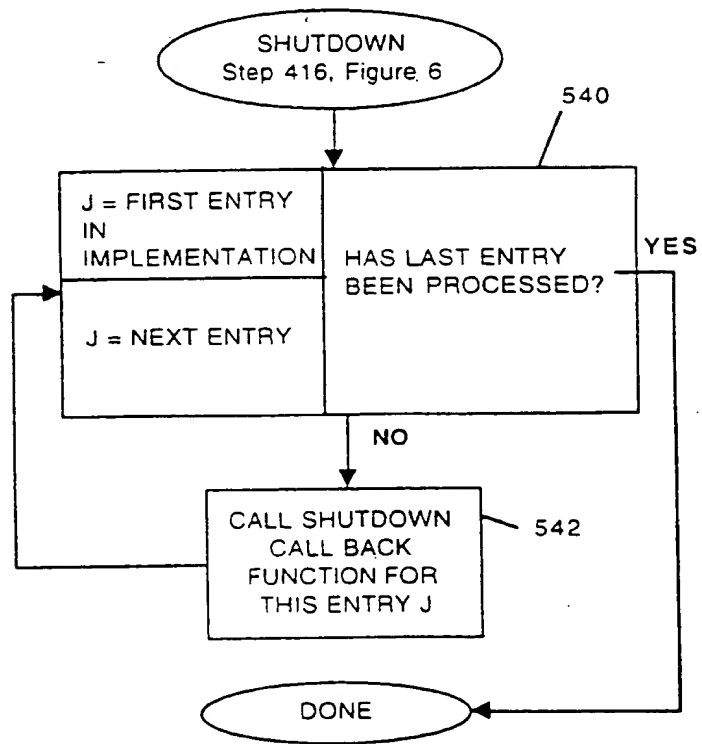 SHUTDOWN
Step 416, Figure 6
540
J = FIRST ENTRY
IN
IMPLEMENTATION
HAS LAST ENTRY
BEEN PROCESSED?
YES
J = NEXT ENTRY
NO
CALL SHUTDOWN
CALL BACK
FUNCTION FOR
THIS ENTRY J
542
DONE